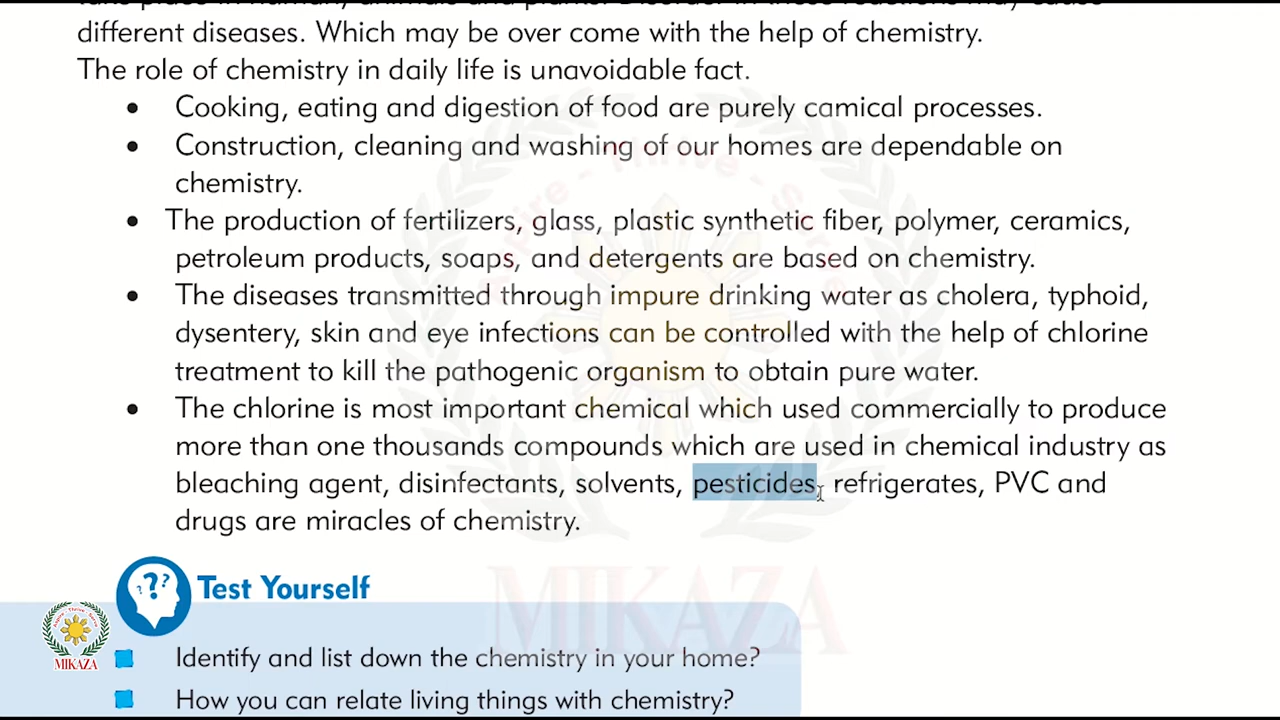 different diseases. Which may be over come with the help of chemistry.
The role of chemistry in daily life is unavoidable fact.
• Cooking, eating and digestion of food are purely camical processes.
• Construction, cleaning and washing of our homes are dependable on
chemistry.
• The production of fertilizers, glass, plastic synthetic fiber, polymer, ceramics,
petroleum products, soaps, and detergents are based on chemistry.
• The diseases transmitted through impure drinking water as cholera, typhoid,
dysentery, skin and eye infections can be controlled with the help of chlorine
treatment to kill the pathogenic organism to obtain pure water.
• The chlorine is most important chemical which used commercially to produce
more than one thousands compounds which are used in chemical industry as
bleaching agent, disinfectants, solvents, pesticides, refrigerates, PVC and
drugs are miracles of chemistry.
Test Yourself
Identify and list down the chemistry in your home?
How you can relate living things with chemistry?
MIKAZA
MIKAZA